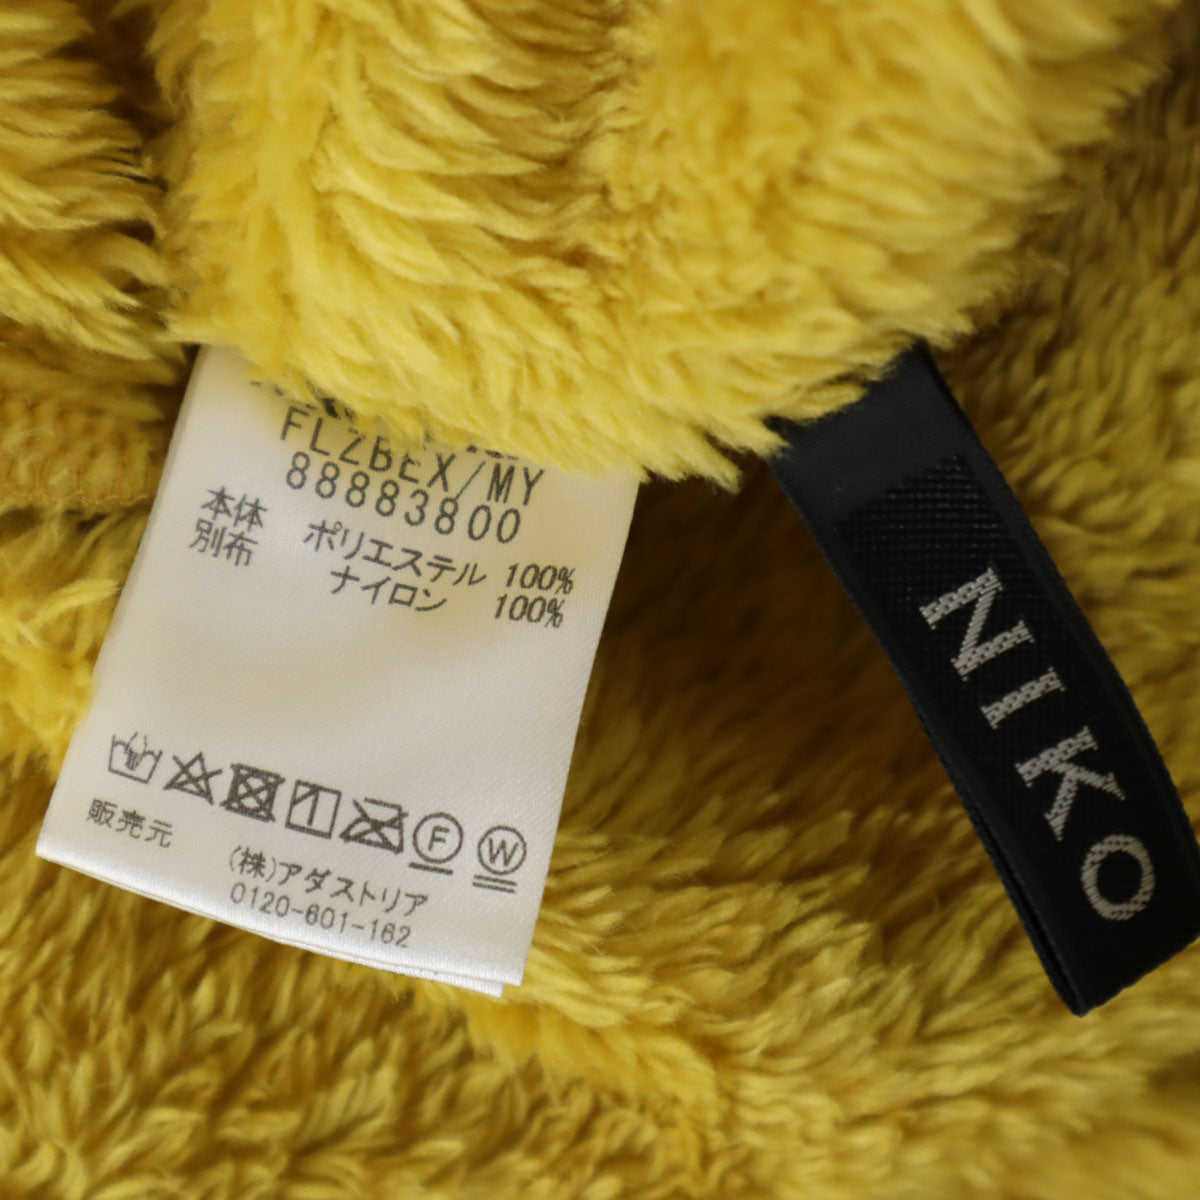 FLZBEX/MY
88883800
本体 ポリエステル 100%
別布 ナイロン 100%
F
W
販売元
(株)アダストリア
0120-601-162
NIKO